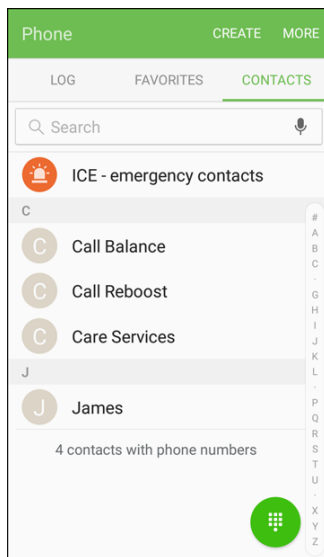 Phone CREATE MORE
LOG FAVORITES CONTACTS
Search
ICE - emergency contacts
C
C Call Balance
C Call Reboost
C Care Services
J
J James
4 contacts with phone numbers
#
A
B
C
·
G
H
I
J
K
L
·
P
Q
R
S
T
U
·
X
Y
Z